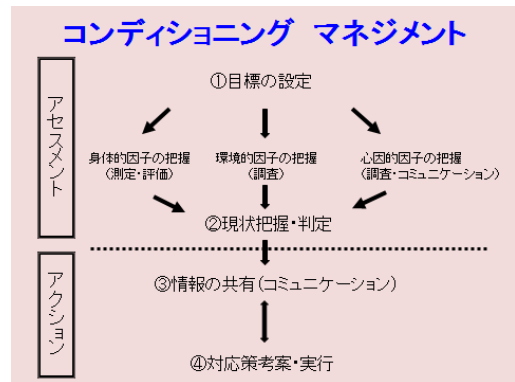 コンディショニング マネジメント
アセスメント
①目標の設定
身体的因子の把握
(測定・評価)
環境的因子の把握
(調査)
心因的因子の把握
(調査・コミュニケーション)
②現状把握・判定
アクション
③情報の共有(コミュニケーション)
④対応策考案・実行